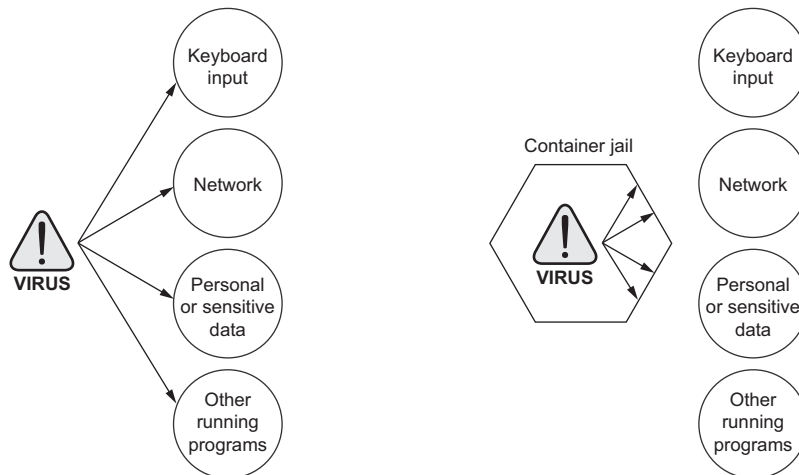 Keyboard
input
Network
VIRUS
Personal
or sensitive
data
Other
running
programs
Container jail
VIRUS
Keyboard
input
Network
Personal
or sensitive
data
Other
running
programs